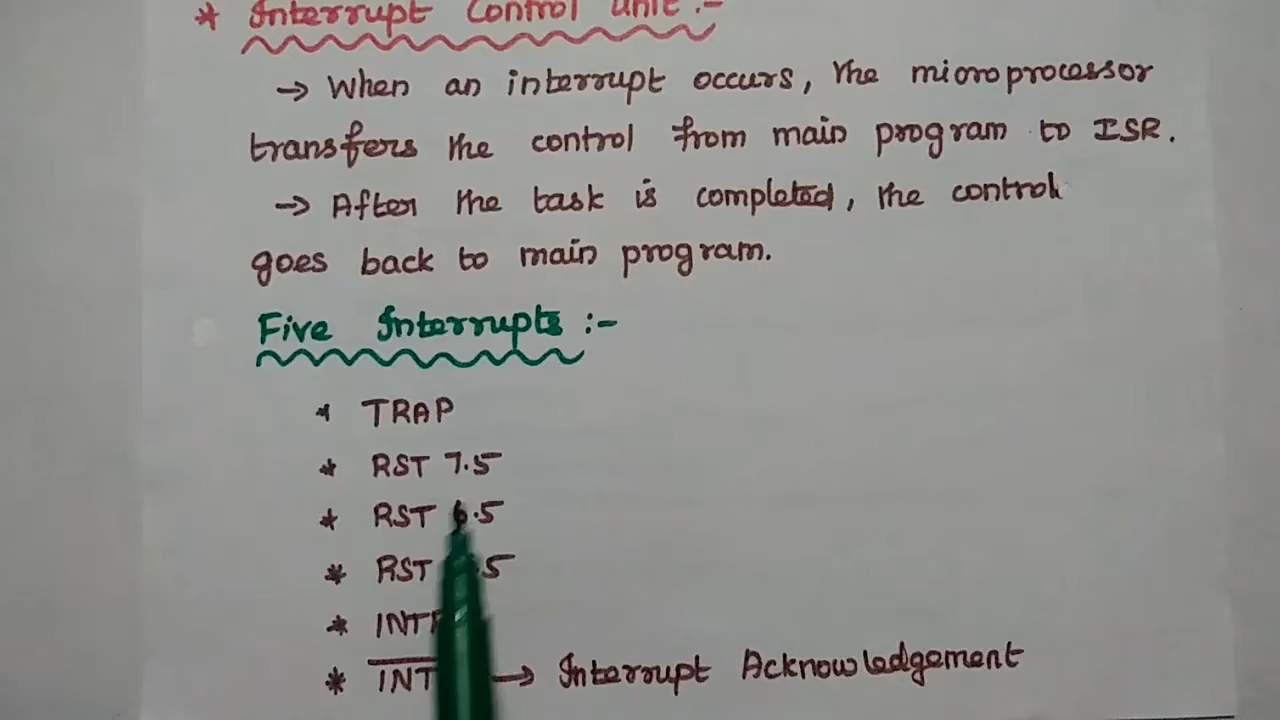 * Interrupt Control Unit :-
→ When an interrupt occurs, the microprocessor
transfers the control from main program to ISR.
→ After the task is completed, the control
goes back to main program.
Five Interrupts :-
* TRAP
* RST 7.5
* RST 6.5
* RST .5
* INT
* INT → Interrupt Acknowledgement